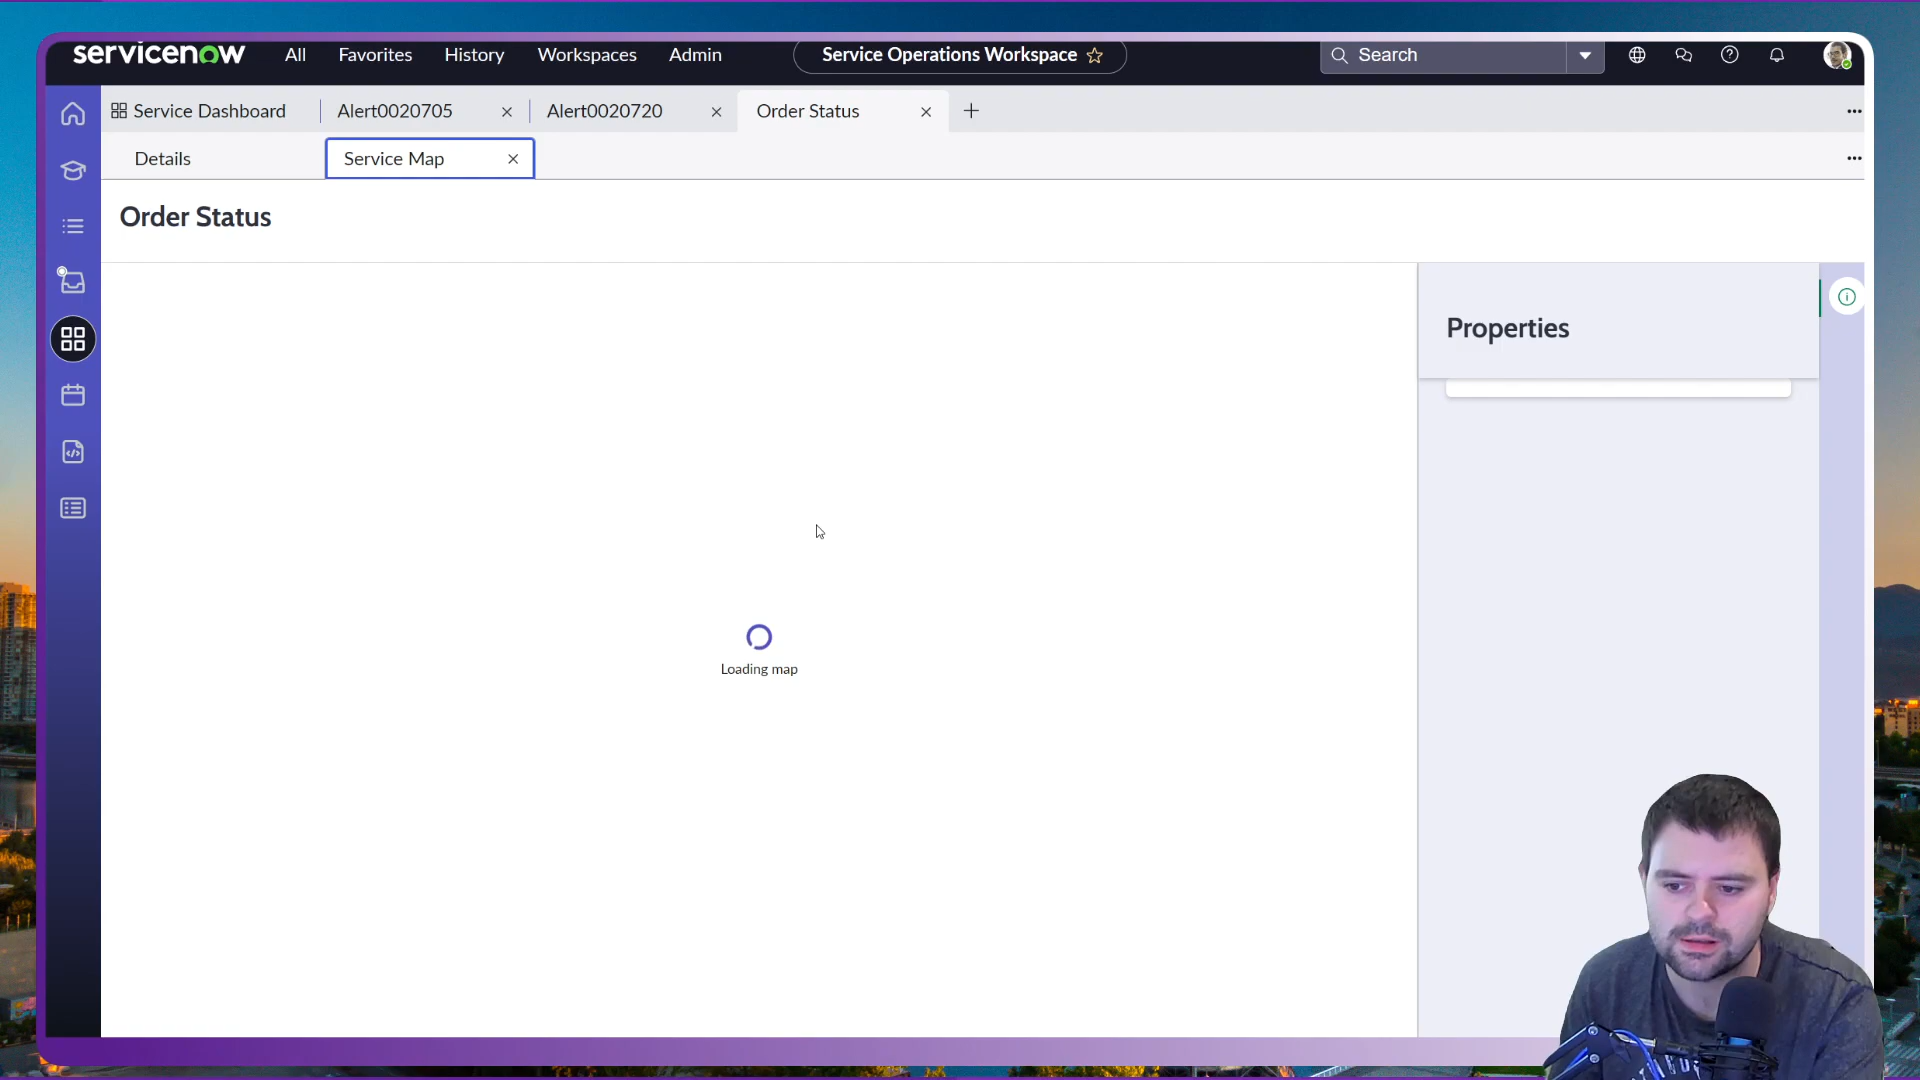 servicenow All Favorites History Workspaces Admin Service Operations Workspace Search
Service Dashboard Alert0020705 Alert0020720 Order Status
Details Service Map
Order Status
Properties
Loading map